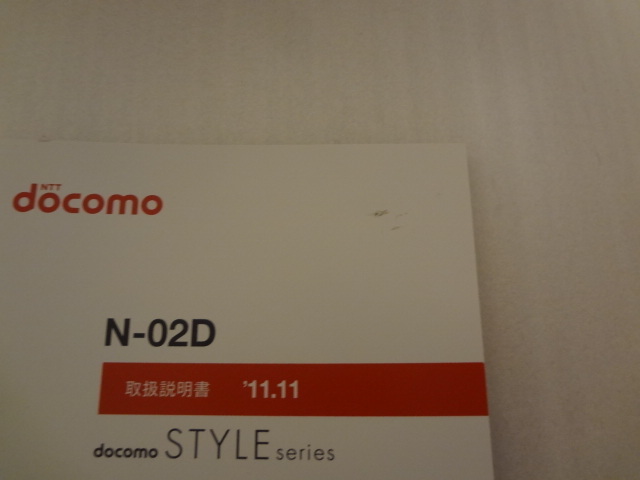 NTT
docomo
N-02D
取扱説明書 '11.11
docomo STYLE series